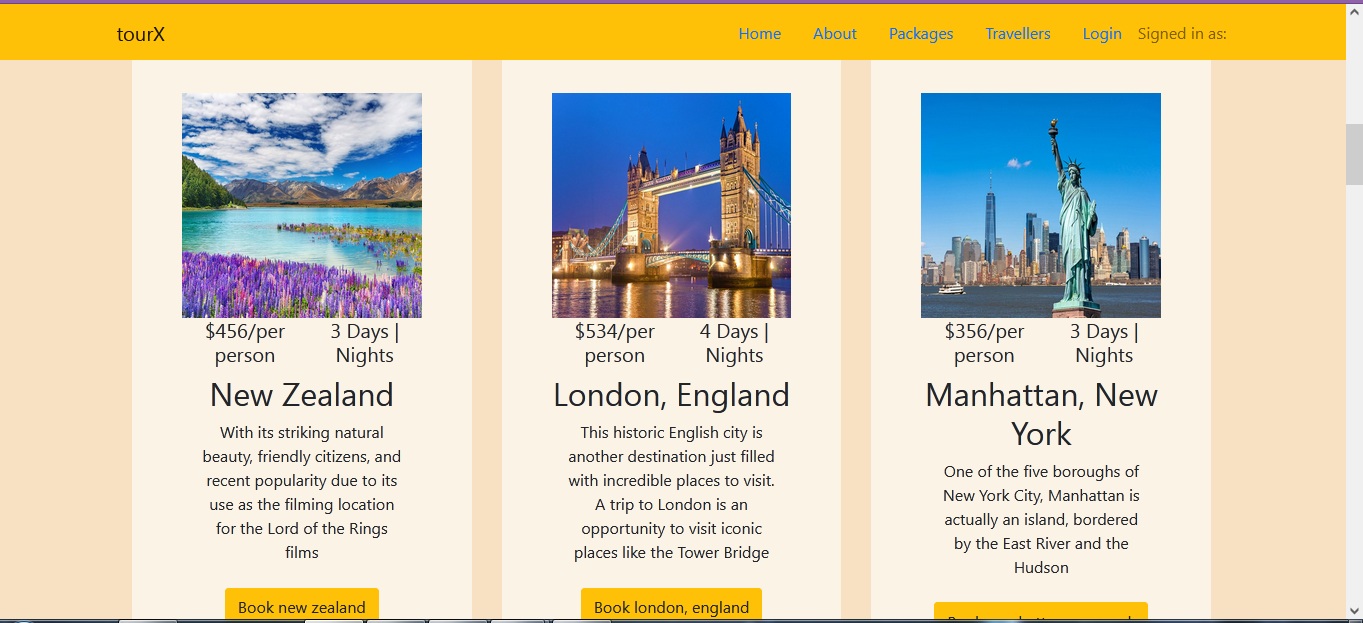 tourX
Home About Packages Travellers Login Signed in as:
$456/per
person
3 Days |
Nights
New Zealand
With its striking natural
beauty, friendly citizens, and
recent popularity due to its
use as the filming location
for the Lord of the Rings
films
Book new zealand
$534/per
person
4 Days |
Nights
London, England
This historic English city is
another destination just filled
with incredible places to visit.
A trip to London is an
opportunity to visit iconic
places like the Tower Bridge
Book london, england
$356/per
person
3 Days |
Nights
Manhattan, New
York
One of the five boroughs of
New York City, Manhattan is
actually an island, bordered
by the East River and the
Hudson